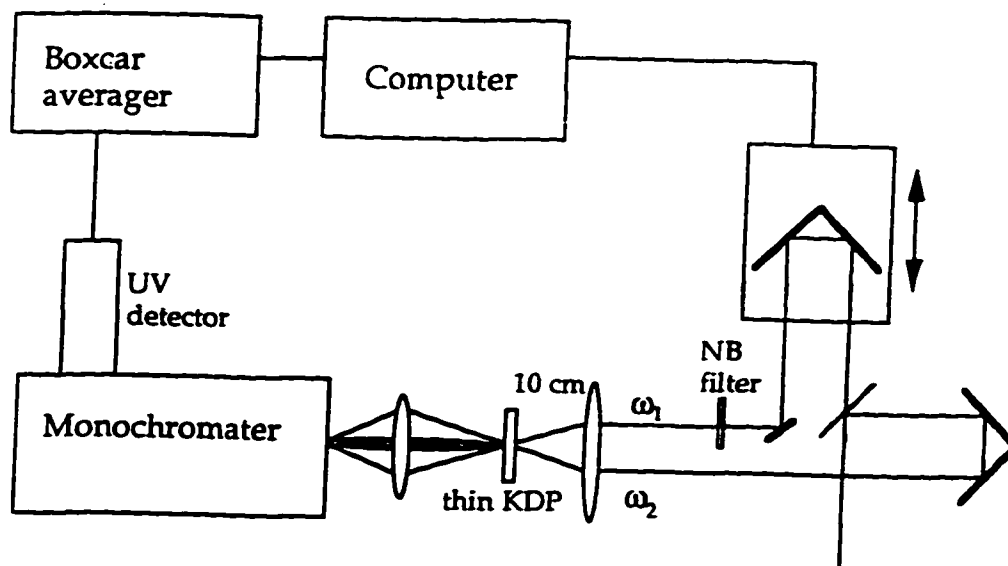 Boxcar
averager
Computer
UV
detector
NB
filter
10 cm
ω₁
Monochromater
thin KDP
ω₂